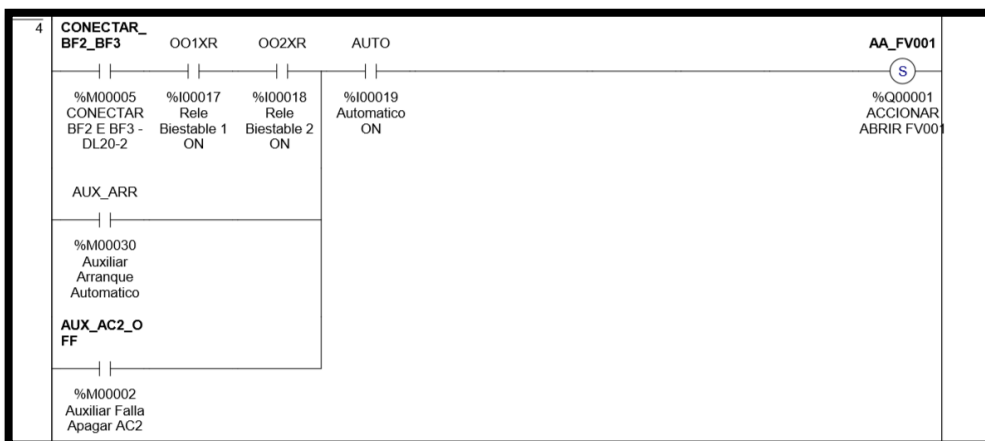 4
CONECTAR_
BF2_BF3
OO1XR
OO2XR
AUTO
AA_FV001
S
%M00005
CONECTAR
BF2 E BF3 -
DL20-2
%I00017
Rele
Biestable 1
ON
%I00018
Rele
Biestable 2
ON
%I00019
Automatico
ON
%Q00001
ACCIONAR
ABRIR FV001
AUX_ARR
%M00030
Auxiliar
Arranque
Automatico
AUX_AC2_O
FF
%M00002
Auxiliar Falla
Apagar AC2